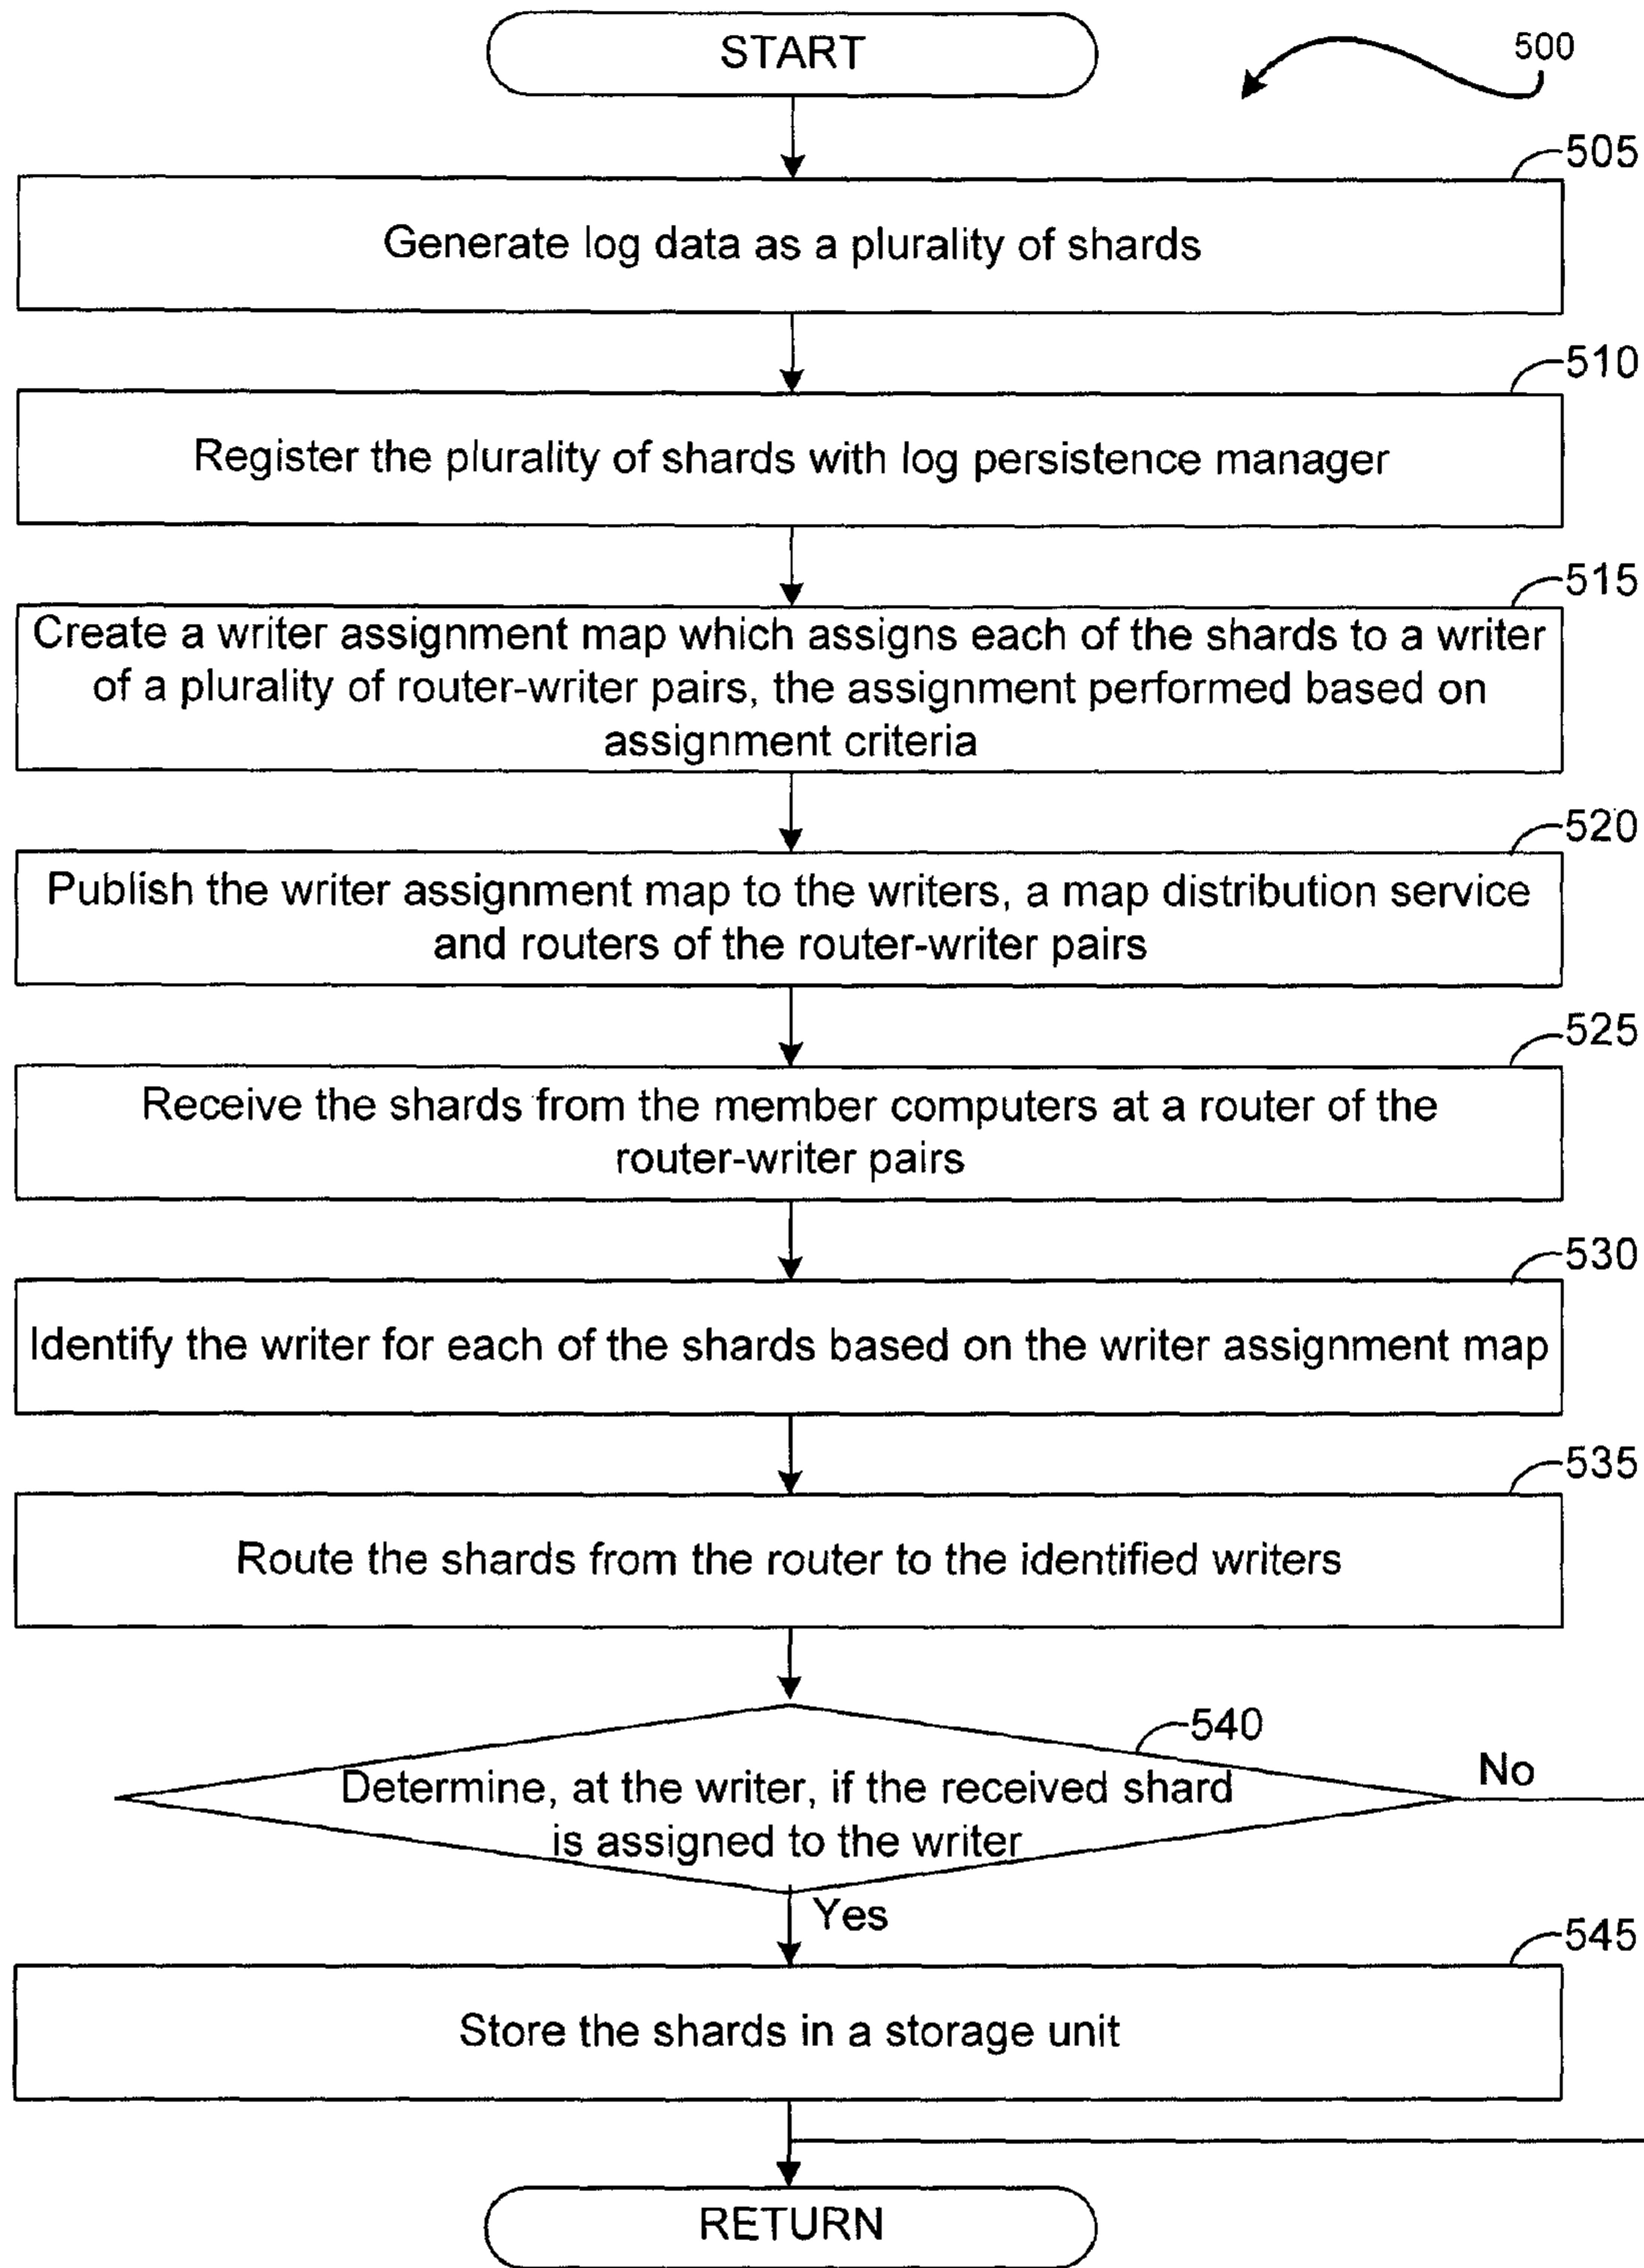 START
500
505
Generate log data as a plurality of shards
510
Register the plurality of shards with log persistence manager
515
Create a writer assignment map which assigns each of the shards to a writer
of a plurality of router-writer pairs, the assignment performed based on
assignment criteria
520
Publish the writer assignment map to the writers, a map distribution service
and routers of the router-writer pairs
525
Receive the shards from the member computers at a router of the
router-writer pairs
530
Identify the writer for each of the shards based on the writer assignment map
535
Route the shards from the router to the identified writers
540
No
Determine, at the writer, if the received shard
is assigned to the writer
Yes
545
Store the shards in a storage unit
RETURN